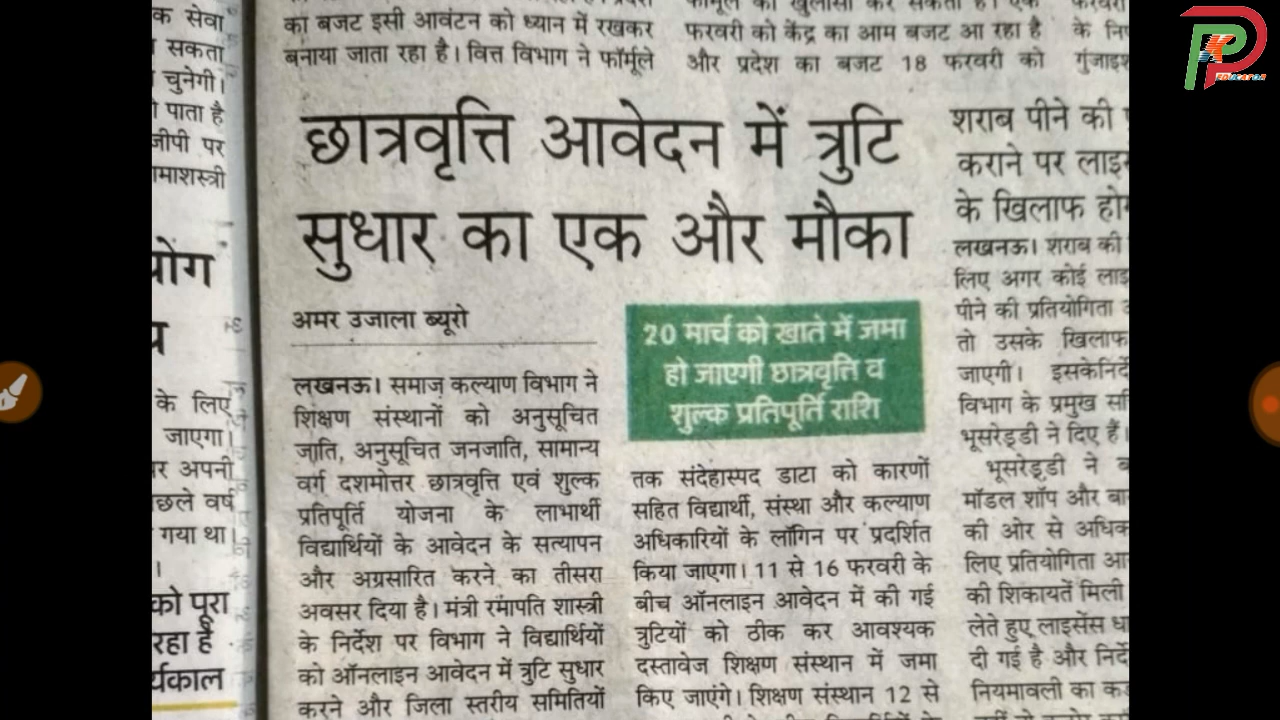 क सेवा
सकता
चुनेगी।
पाता है
जीपी पर
रमाशस्त्री
योग
के लिए
जाएगा।
पर अपनी
छले वर्ष
गया था।
को पूरा
रहा है
र्यकाल
का बजट इसी आवंटन को ध्यान में रखकर
बनाया जाता रहा है। वित्त विभाग ने फॉर्मूले
फरवरी को केंद्र का आम बजट आ रहा है
और प्रदेश का बजट 18 फरवरी को
छात्रवृत्ति आवेदन में त्रुटि
सुधार का एक और मौका
अमर उजाला ब्यूरो
लखनऊ। समाज कल्याण विभाग ने
शिक्षण संस्थानों को अनुसूचित
जाति, अनुसूचित जनजाति, सामान्य
वर्ग दशमोत्तर छात्रवृत्ति एवं शुल्क
प्रतिपूर्ति योजना के लाभार्थी
विद्यार्थियों के आवेदन के सत्यापन
और अग्रसारित करने का तीसरा
अवसर दिया है। मंत्री रमापति शास्त्री
के निर्देश पर विभाग ने विद्यार्थियों
को ऑनलाइन आवेदन में त्रुटि सुधार
करने और जिला स्तरीय समितियों
20 मार्च को खाते में जमा
हो जाएगी छात्रवृत्ति व
शुल्क प्रतिपूर्ति राशि
तक संदेहास्पद डाटा को कारणों
सहित विद्यार्थी, संस्था और कल्याण
अधिकारियों के लॉगिन पर प्रदर्शित
किया जाएगा। 11 से 16 फरवरी के
बीच ऑनलाइन आवेदन में की गई
त्रुटियों को ठीक कर आवश्यक
दस्तावेज शिक्षण संस्थान में जमा
किए जाएंगे। शिक्षण संस्थान 12 से
फरवरी
के
शराब पीने की
कराने पर
के खिलाफ
लखनऊ। शराब की
लिए अगर कोई
पीने की प्रतियोगिता
तो उसके खिलाफ
जाएगी।
विभाग के प्रमुख
भूसरेड्डी ने दिए हैं।
भूसरेड्डी ने
मॉडल शॉप और
की ओर से
लिए प्रतियोगिता
की शिकायतें मिली
लेते हुए लाइसेंस
दी गई है और
नियमावली का
EDUCATOR